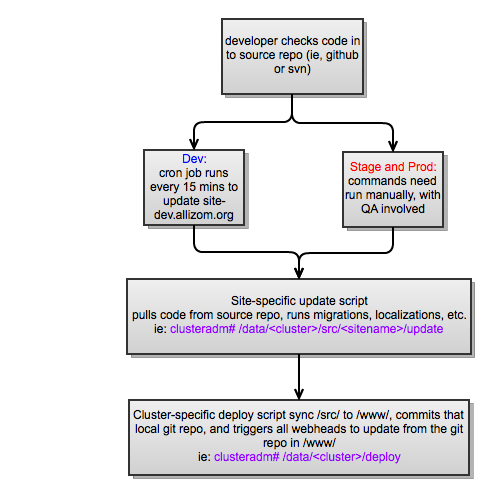 developer checks code in
to source repo (ie, github
or svn)
Dev:
cron job runs
every 15 mins to
update site-
dev.allizom.org
Stage and Prod:
commands need
run manually, with
QA involved
Site-specific update script
pulls code from source repo, runs migrations, localizations, etc.
ie: clusteradm# /data/<cluster>/src/<sitename>/update
Cluster-specific deploy script sync /src/ to /www/, commits that
local git repo, and triggers all webheads to update from the git
repo in /www/
ie: clusteradm# /data/<cluster>/deploy